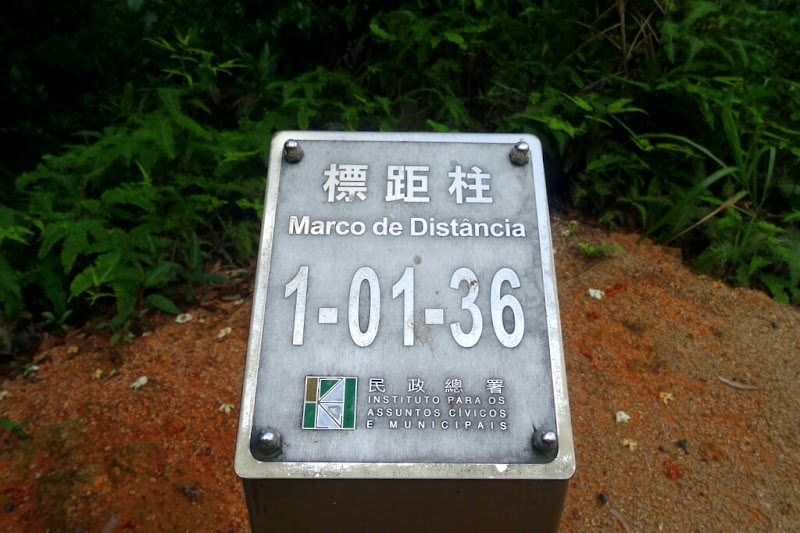 標距柱
Marco de Distância
1-01-36
民政總署
INSTITUTO PARA OS
ASSUNTOS CÍVICOS
E MUNICIPAIS